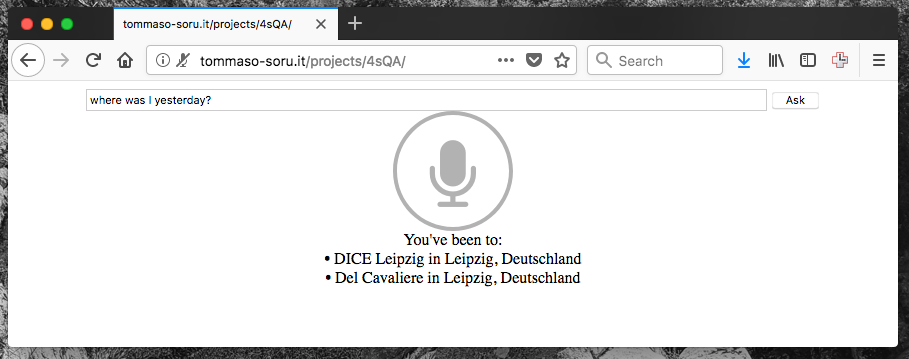 tommaso-soru.it/projects/4sQA/
tommaso-soru.it/projects/4sQA/
Search
where was I yesterday?
Ask
You've been to:
• DICE Leipzig in Leipzig, Deutschland
• Del Cavaliere in Leipzig, Deutschland